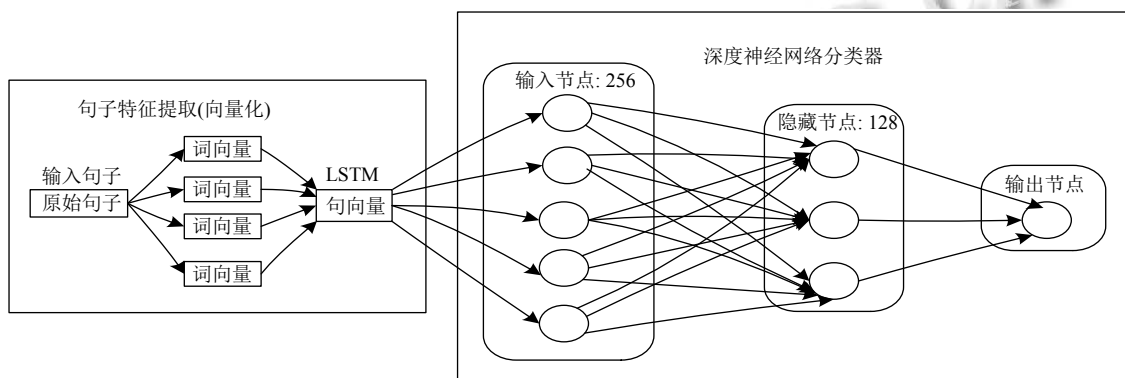 句子特征提取(向量化)
输入句子
原始句子
词向量
词向量
词向量
词向量
LSTM
句向量
深度神经网络分类器
输入节点: 256
隐藏节点: 128
输出节点